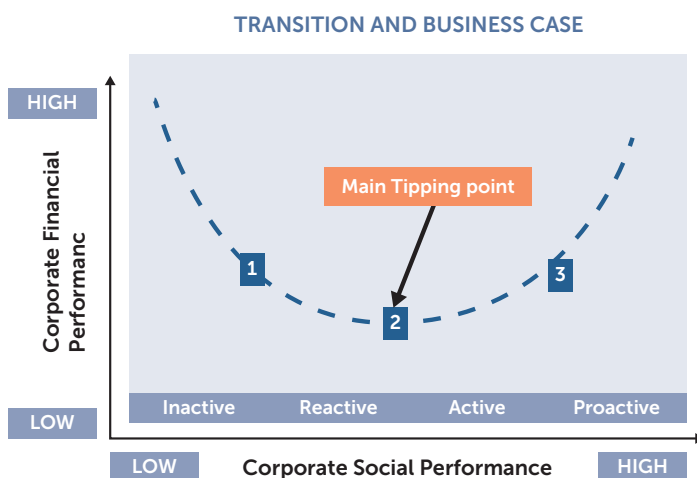 TRANSITION AND BUSINESS CASE
HIGH
Corporate Financial
Performanc
Main Tipping point
1
2
3
Inactive Reactive Active Proactive
LOW
LOW Corporate Social Performance HIGH